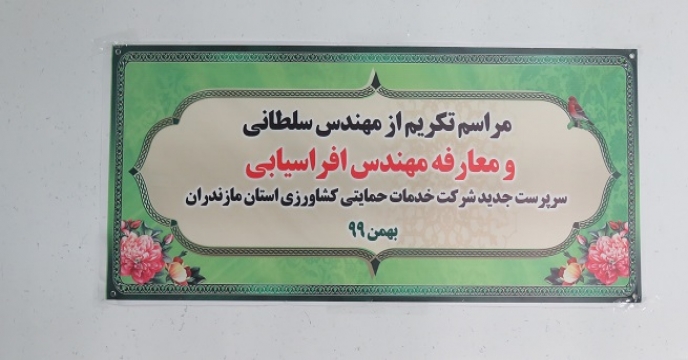 مراسم تکریم از مهندس سلطانی
و معارفه مهندس افراسیابی
سرپرست جدید شرکت خدمات حمایتی کشاورزی استان مازندران
بهمن ۹۹